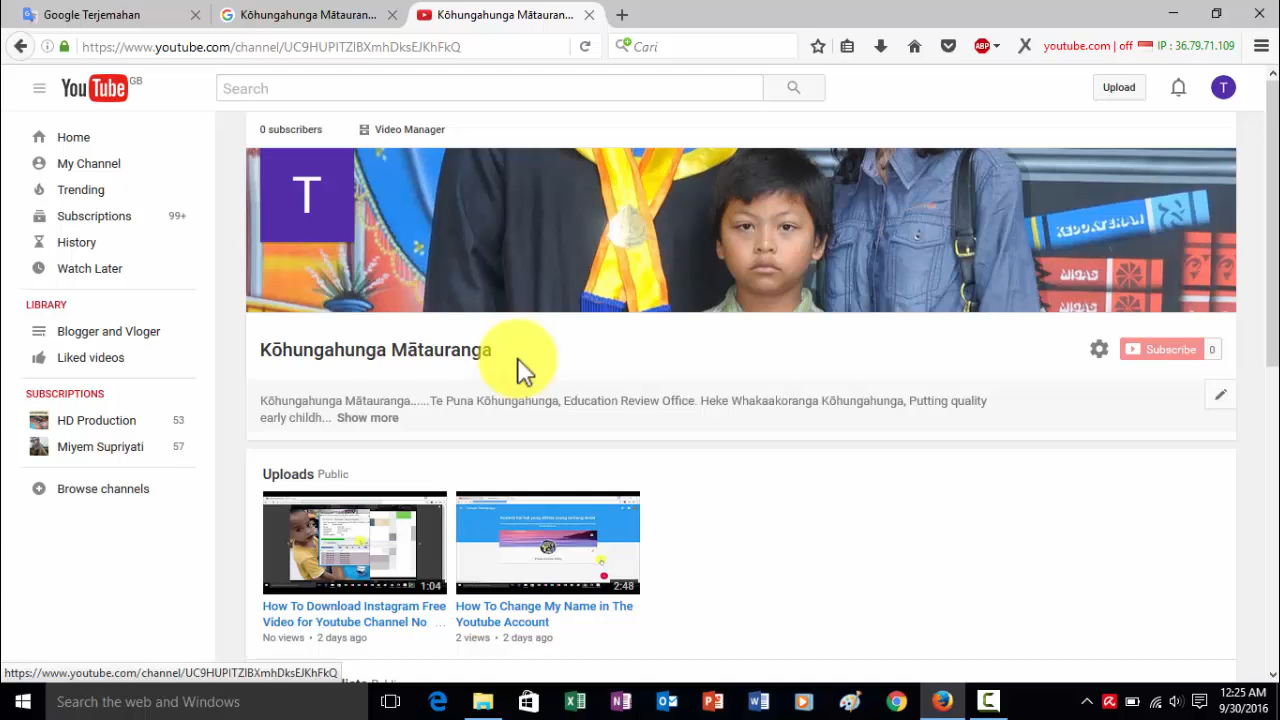 Google Terjemahan
Kōhungahunga Mātauran...
Kōhungahunga Mātauran...
https://www.youtube.com/channel/UC9HUPITZIBXmhDksEJKhFkQ
Cari
ABP
youtube.com | off
IP : 36.79.71.109
YouTube GB
Search
Upload
T
Home
My Channel
Trending
Subscriptions 99+
History
Watch Later
LIBRARY
Blogger and Vloger
Liked videos
SUBSCRIPTIONS
HD Production 53
Miyem Supriyati 57
Browse channels
0 subscribers
Video Manager
T
WIDAS
Kōhungahunga Mātauranga
Subscribe 0
Kōhungahunga Mātauranga......Te Puna Kōhungahunga, Education Review Office. Heke Whakaakoranga Kōhungahunga, Putting quality
early childh... Show more
Uploads Public
1:04
2:48
How To Download Instagram Free
Video for Youtube Channel No ...
No views • 2 days ago
How To Change My Name in The
Youtube Account
2 views • 2 days ago
https://www.youtube.com/channel/UC9HUPITZIBXmhDksEJKhFkQ
Search the web and Windows
12:25 AM
9/30/2016